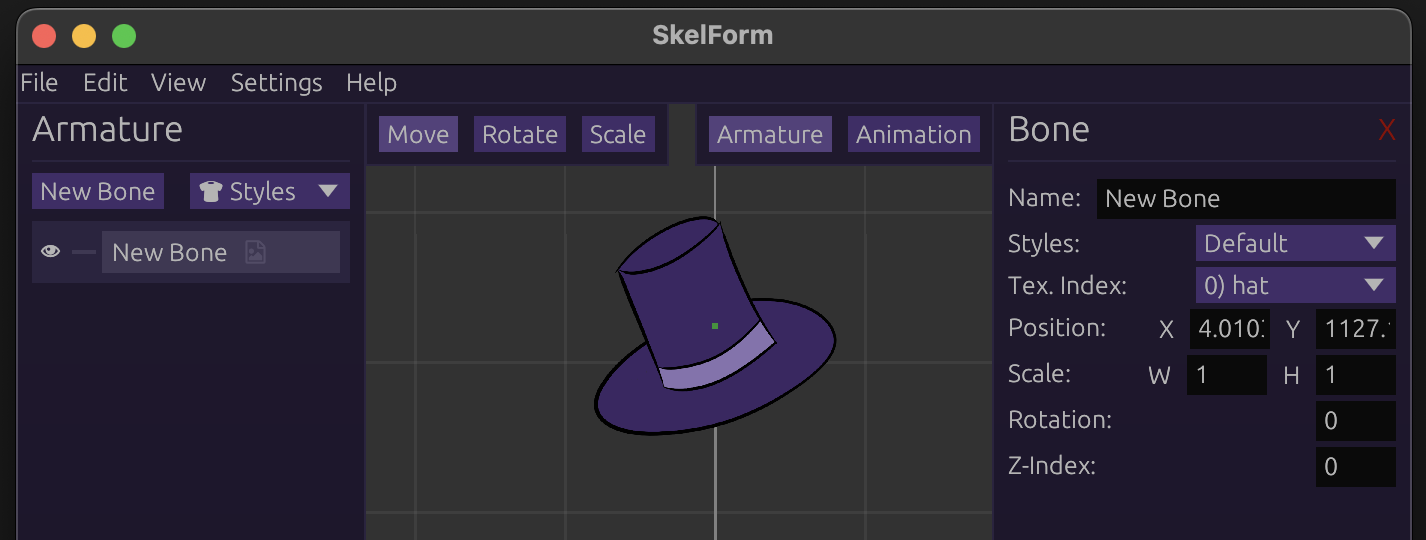 SkelForm
File Edit View Settings Help
Armature
New Bone Styles
New Bone
Move Rotate Scale Armature Animation
Bone X
Name: New Bone
Styles: Default
Tex. Index: 0) hat
Position: X 4.010 Y 1127.
Scale: W 1 H 1
Rotation: 0
Z-Index: 0